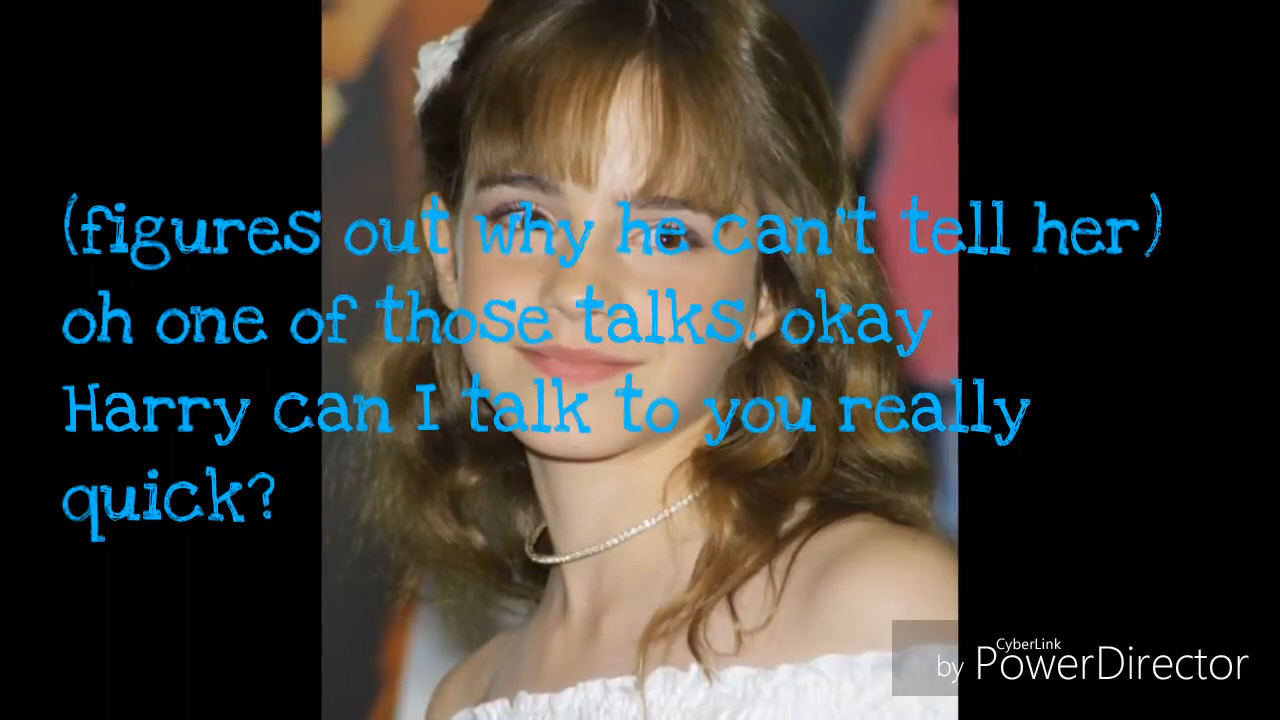 (figures out why he can't tell her)
oh one of those talks. okay
Harry can I talk to you really
quick?
CyberLink
by PowerDirector